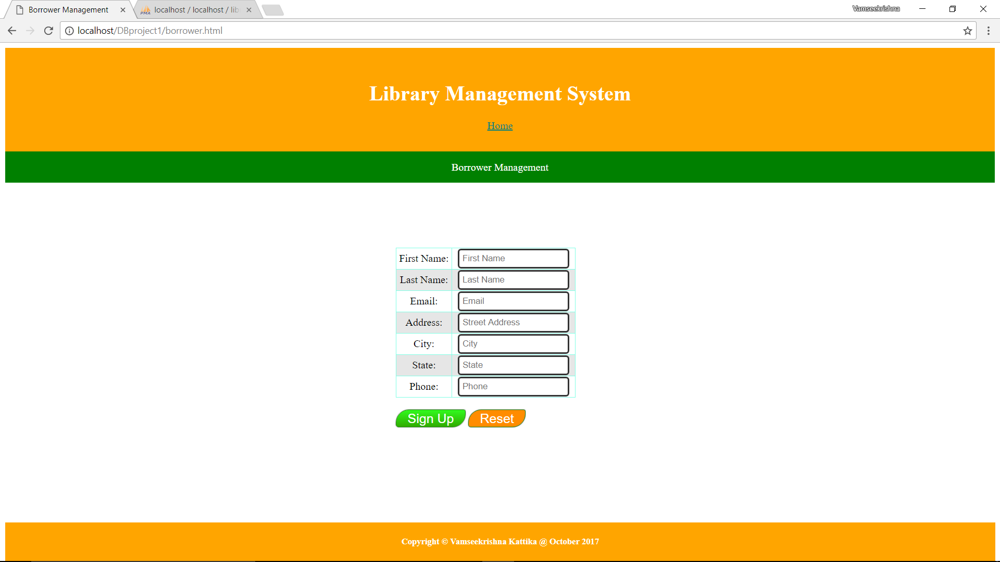 Borrower Management
PMA localhost / localhost / lib
Vamseekrishna
localhost/DBproject1/borrower.html
Library Management System
Home
Borrower Management
First Name: First Name
Last Name: Last Name
Email: Email
Address: Street Address
City: City
State: State
Phone: Phone
Sign Up Reset
Copyright © Vamseekrishna Kattika @ October 2017